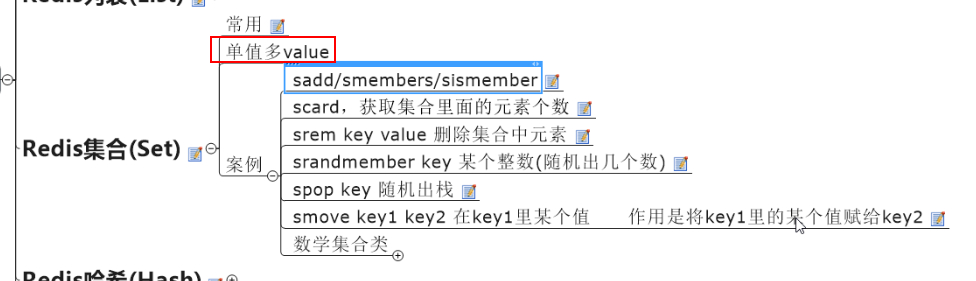 Redis列表(List)
常用
单值多value
sadd/smembers/sismember
scard，获取集合里面的元素个数
srem key value 删除集合中元素
Redis集合(Set)
srandmember key 某个整数(随机出几个数)
案例
spop key 随机出栈
smove key1 key2 在key1里某个值 作用是将key1里的某个值赋给key2
数学集合类
Redis哈希(Hash)